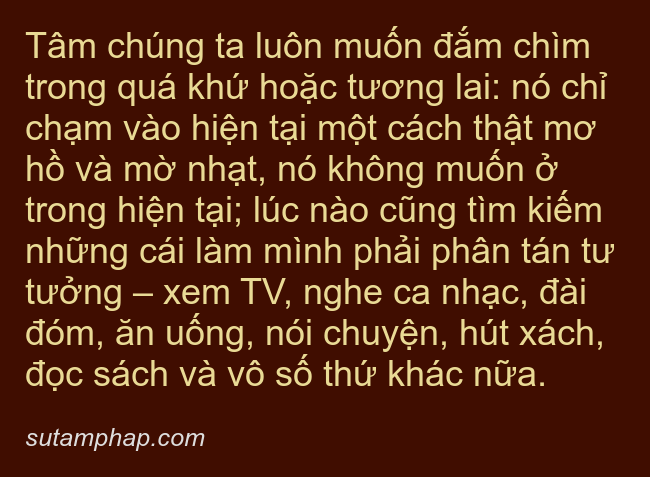 Tâm chúng ta luôn muốn đắm chìm
trong quá khứ hoặc tương lai: nó chỉ
chạm vào hiện tại một cách thật mơ
hồ và mờ nhạt, nó không muốn ở
trong hiện tại; lúc nào cũng tìm kiếm
những cái làm mình phải phân tán tư
tưởng – xem TV, nghe ca nhạc, đài
đóm, ăn uống, nói chuyện, hút xách,
đọc sách và vô số thứ khác nữa.
sutamphap.com